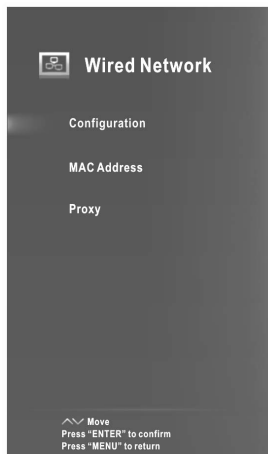 Wired Network
Configuration
MAC Address
Proxy
Move
Press “ENTER” to confirm
Press “MENU” to return